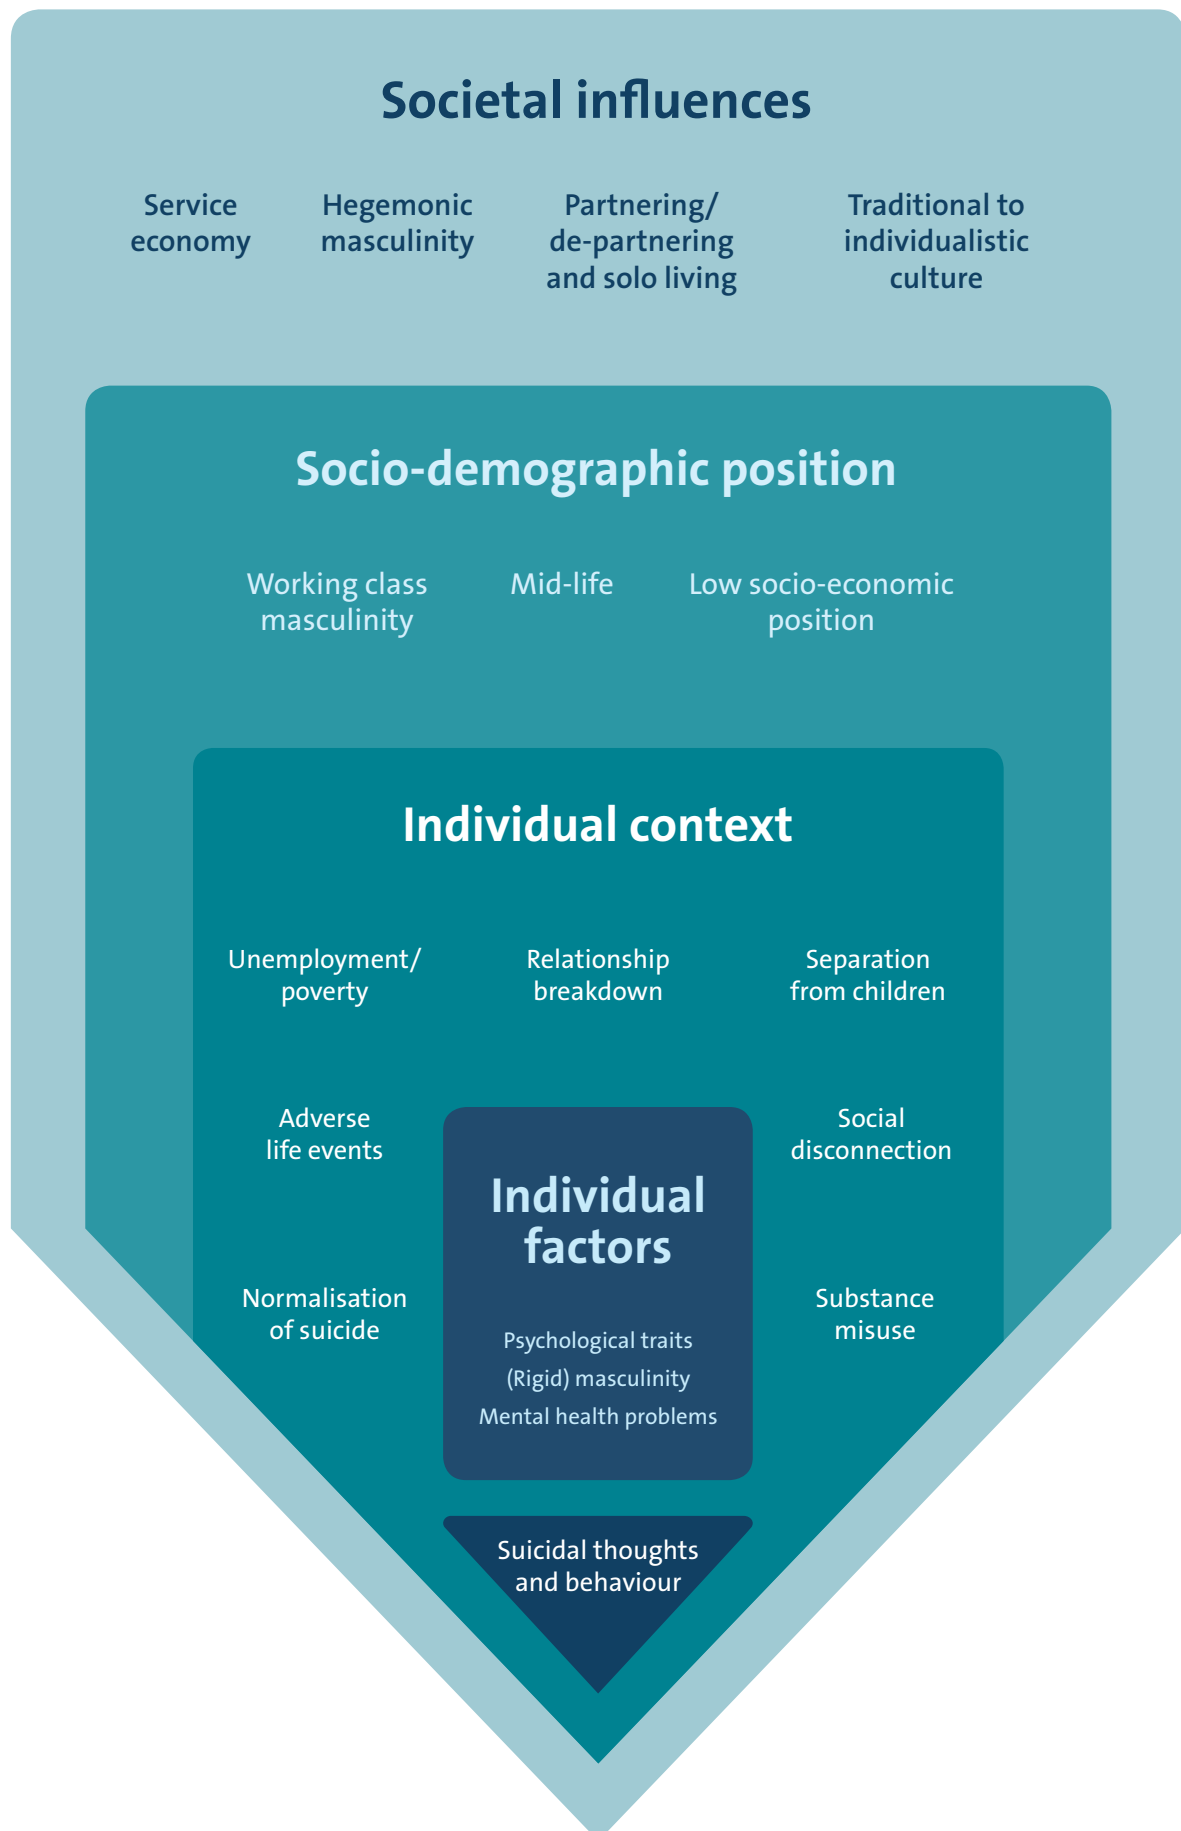 Societal influences
Service
economy
Hegemonic
masculinity
Partnering/
de-partnering
and solo living
Traditional to
individualistic
culture
Socio-demographic position
Working class
masculinity
Mid-life
Low socio-economic
position
Individual context
Unemployment/
poverty
Relationship
breakdown
Separation
from children
Adverse
life events
Social
disconnection
Individual
factors
Normalisation
of suicide
Substance
misuse
Psychological traits
(Rigid) masculinity
Mental health problems
Suicidal thoughts
and behaviour